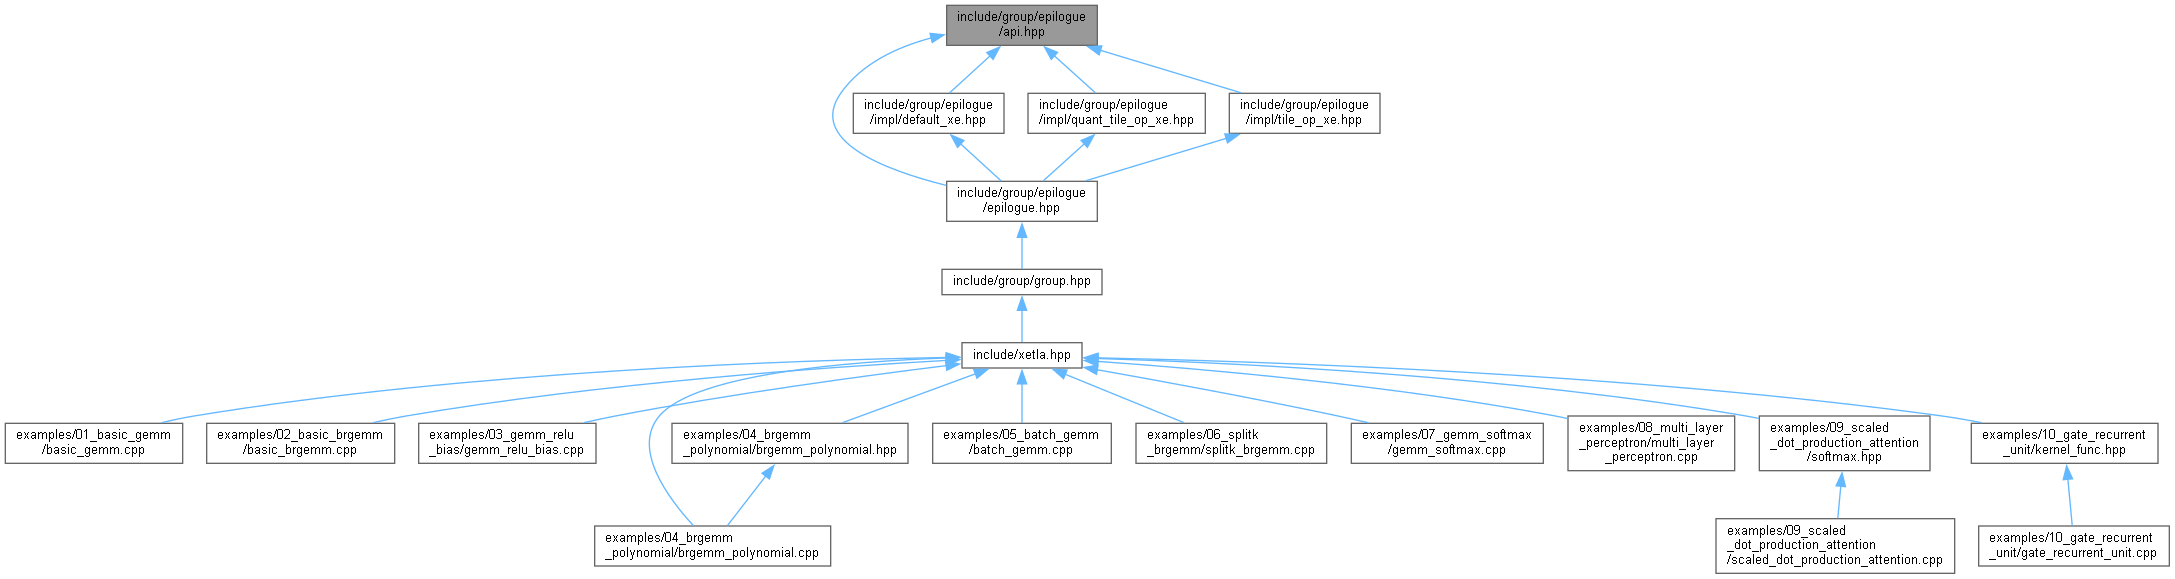 include/group/epilogue
/api.hpp
include/group/epilogue
/impl/default_xe.hpp
include/group/epilogue
/impl/quant_tile_op_xe.hpp
include/group/epilogue
/impl/tile_op_xe.hpp
include/group/epilogue
/epilogue.hpp
include/group/group.hpp
include/xetla.hpp
examples/01_basic_gemm
/basic_gemm.cpp
examples/02_basic_brgemm
/basic_brgemm.cpp
examples/03_gemm_relu
_bias/gemm_relu_bias.cpp
examples/04_brgemm
_polynomial/brgemm_polynomial.hpp
examples/05_batch_gemm
/batch_gemm.cpp
examples/06_splitk
_brgemm/splitk_brgemm.cpp
examples/07_gemm_softmax
/gemm_softmax.cpp
examples/08_multi_layer
_perceptron/multi_layer
_perceptron.cpp
examples/09_scaled
_dot_production_attention
/softmax.hpp
examples/10_gate_recurrent
_unit/kernel_func.hpp
examples/04_brgemm
_polynomial/brgemm_polynomial.cpp
examples/09_scaled
_dot_production_attention
/scaled_dot_production_attention.cpp
examples/10_gate_recurrent
_unit/gate_recurrent_unit.cpp